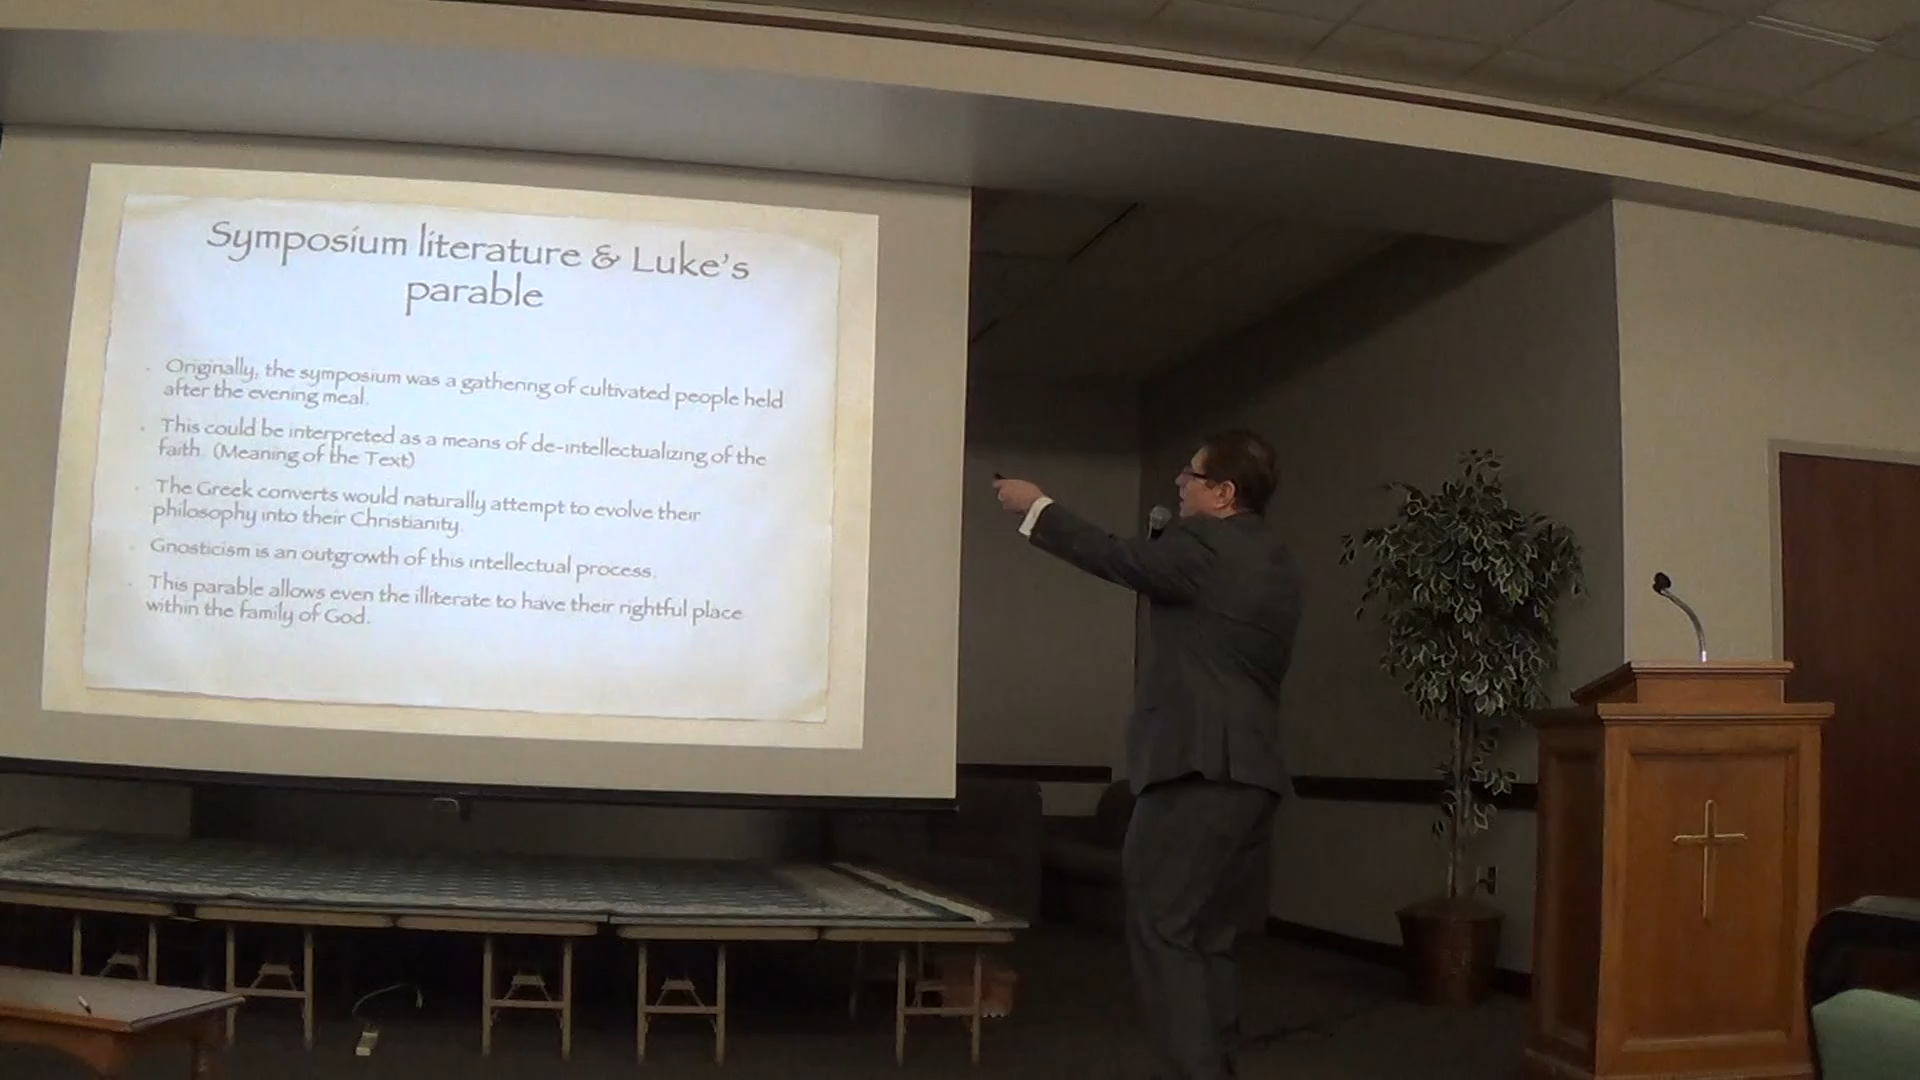 Symposium literature & Luke's
parable
Originally, the symposium was a gathering of cultivated people held
after the evening meal.
This could be interpreted as a means of de-intellectualizing of the
faith. (Meaning of the Text)
The Greek converts would naturally attempt to evolve their
philosophy into their Christianity.
Gnosticism is an outgrowth of this intellectual process.
This parable allows even the illiterate to have their rightful place
within the family of God.